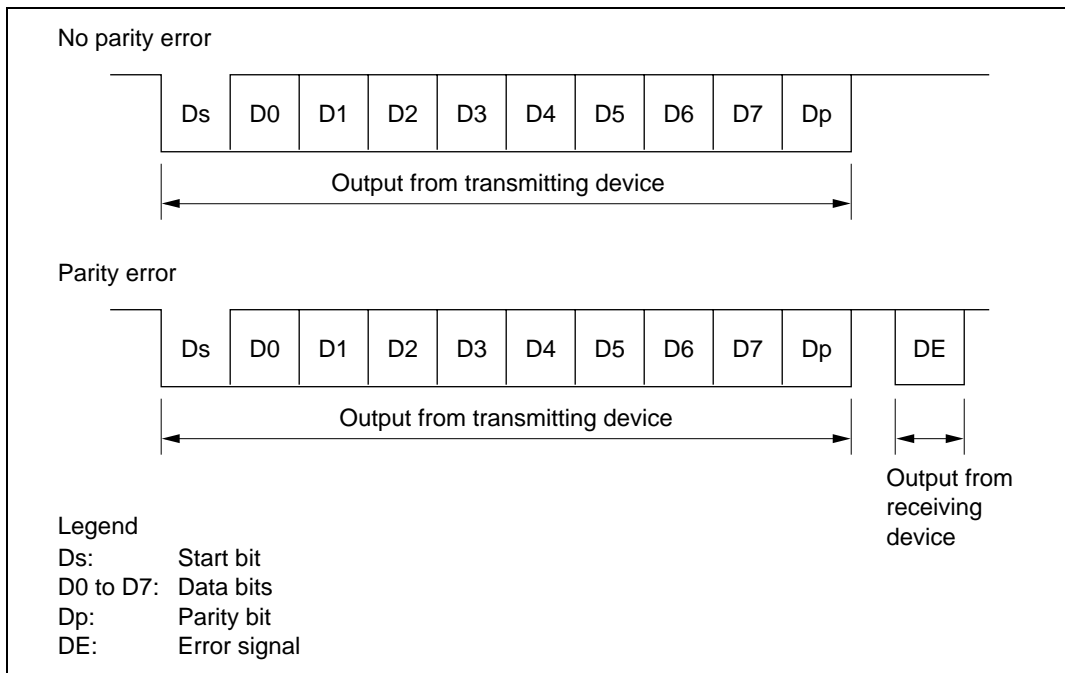 No parity error
Ds D0 D1 D2 D3 D4 D5 D6 D7 Dp
Output from transmitting device
Parity error
Ds D0 D1 D2 D3 D4 D5 D6 D7 Dp DE
Output from transmitting device
Output from
receiving
device
Legend
Ds: Start bit
D0 to D7: Data bits
Dp: Parity bit
DE: Error signal